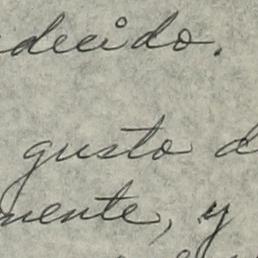 decido.
gusto d
mente, y